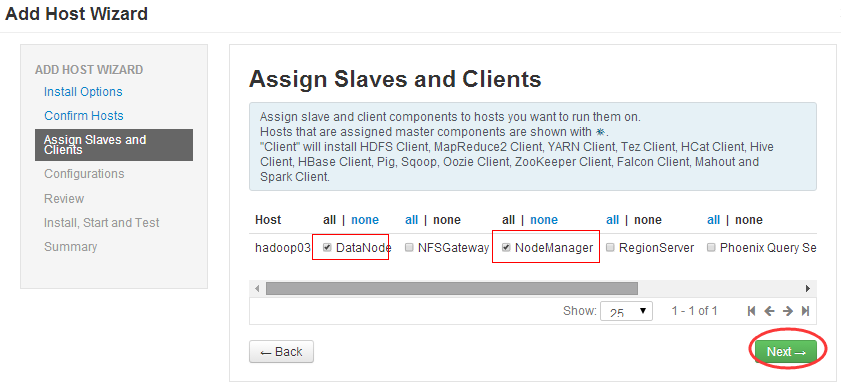 Add Host Wizard
ADD HOST WIZARD
Install Options
Confirm Hosts
Assign Slaves and
Clients
Configurations
Review
Install, Start and Test
Summary
Assign Slaves and Clients
Assign slave and client components to hosts you want to run them on.
Hosts that are assigned master components are shown with ✷.
"Client" will install HDFS Client, MapReduce2 Client, YARN Client, Tez Client, HCat Client, Hive
Client, HBase Client, Pig, Sqoop, Oozie Client, ZooKeeper Client, Falcon Client, Mahout and
Spark Client.
Host all | none all | none all | none all | none all | none
hadoop03 DataNode NFSGateway NodeManager RegionServer Phoenix Query Se
Show: 25 1 - 1 of 1
← Back Next →